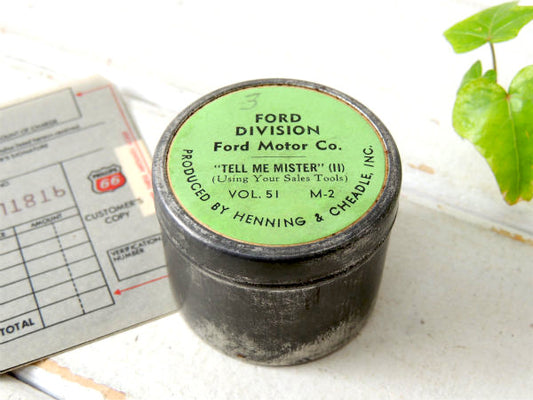 3
FORD
DIVISION
Ford Motor Co.
"TELL ME MISTER" (II)
(Using Your Sales Tools)
VOL. 51 M-2
PRODUCED BY HENNING & CHEADLE, INC.
66
CUSTOMER'S
COPY
AMOUNT
VERIFICATION
NUMBER
TOTAL